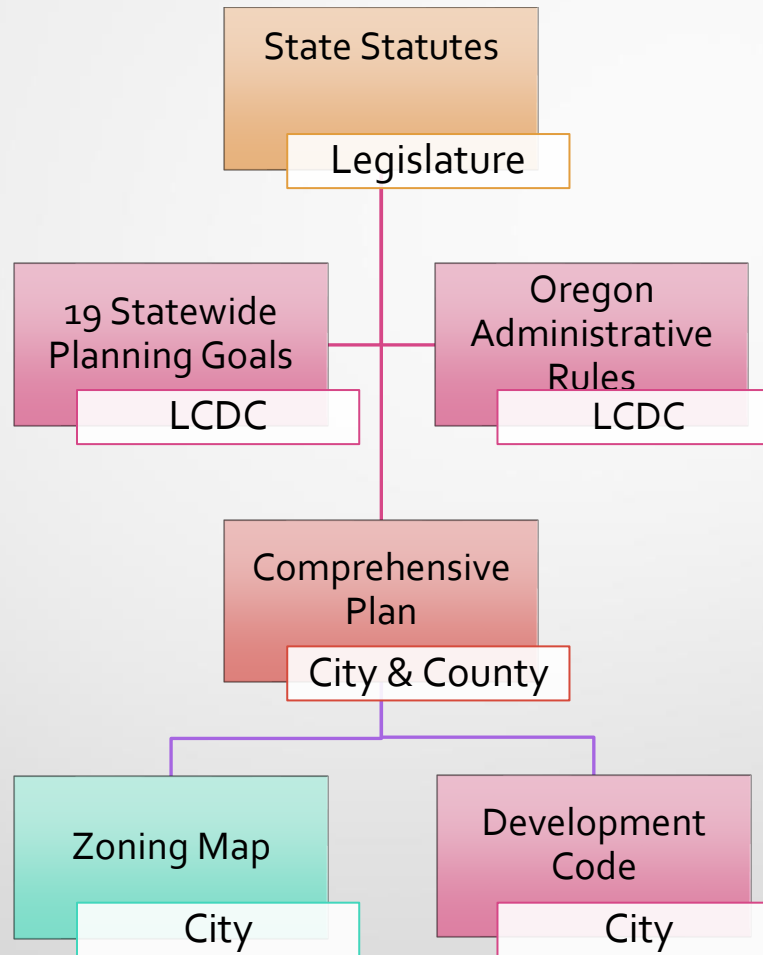 State Statutes
Legislature
19 Statewide
Planning Goals
LCDC
Oregon
Administrative
Rules
LCDC
Comprehensive
Plan
City & County
Zoning Map
City
Development
Code
City